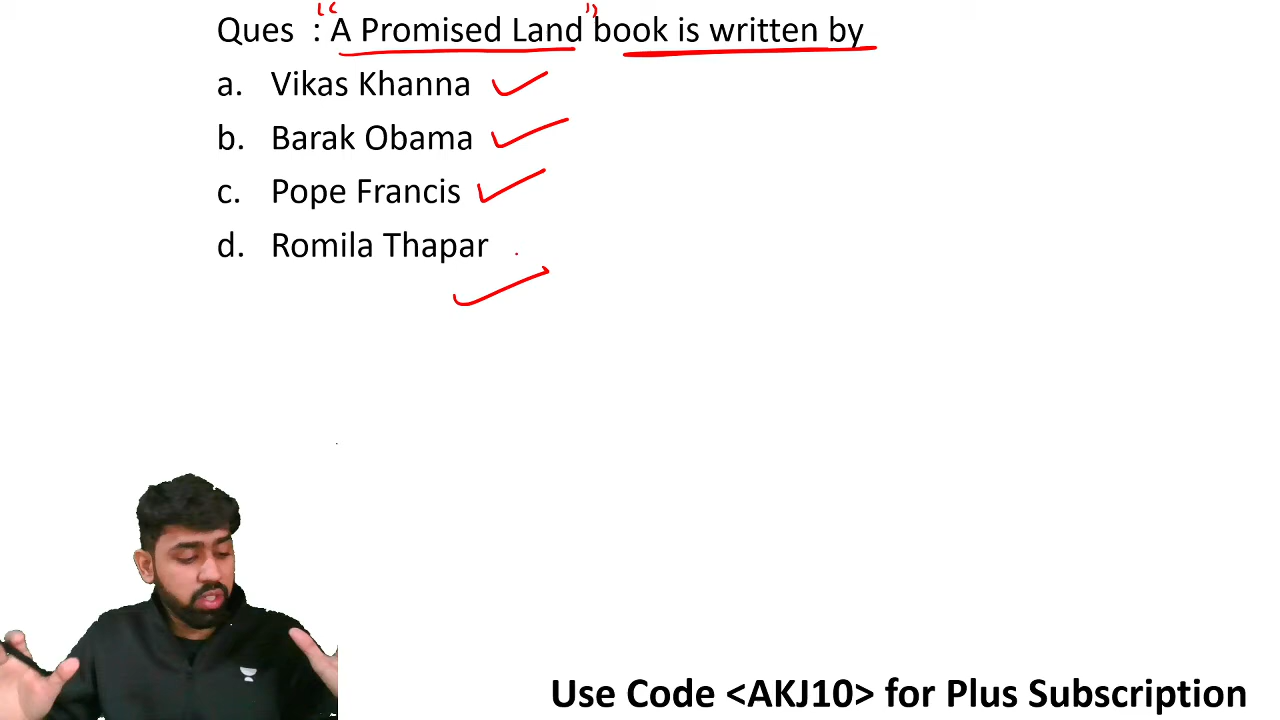 Ques : “A Promised Land” book is written by
a. Vikas Khanna
b. Barak Obama
c. Pope Francis
d. Romila Thapar
Use Code <AKJ10> for Plus Subscription